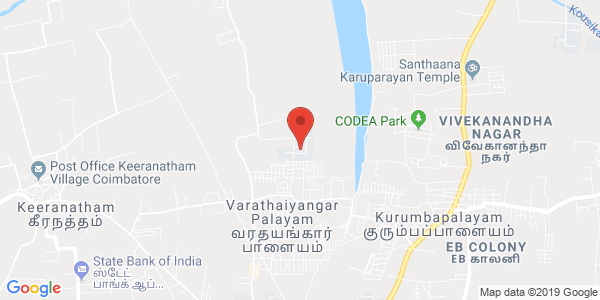 Kousika
Santhaana
Karuparayan Temple
CODEA Park
VIVEKANANDHA
NAGAR
விவேகானந்தா
நகர்
Post Office Keeranatham
Village Coimbatore
Keeranatham
கீரநத்தம்
Varathaiyangar
Palayam
வரதயங்கார்
பாளையம்
Kurumbapalayam
குரும்பப்பாளையம்
EB COLONY
EB காலனி
State Bank of India
ஸ்டேட்
பாங்க் ஆப் ...
Google
Map data ©2019 Google